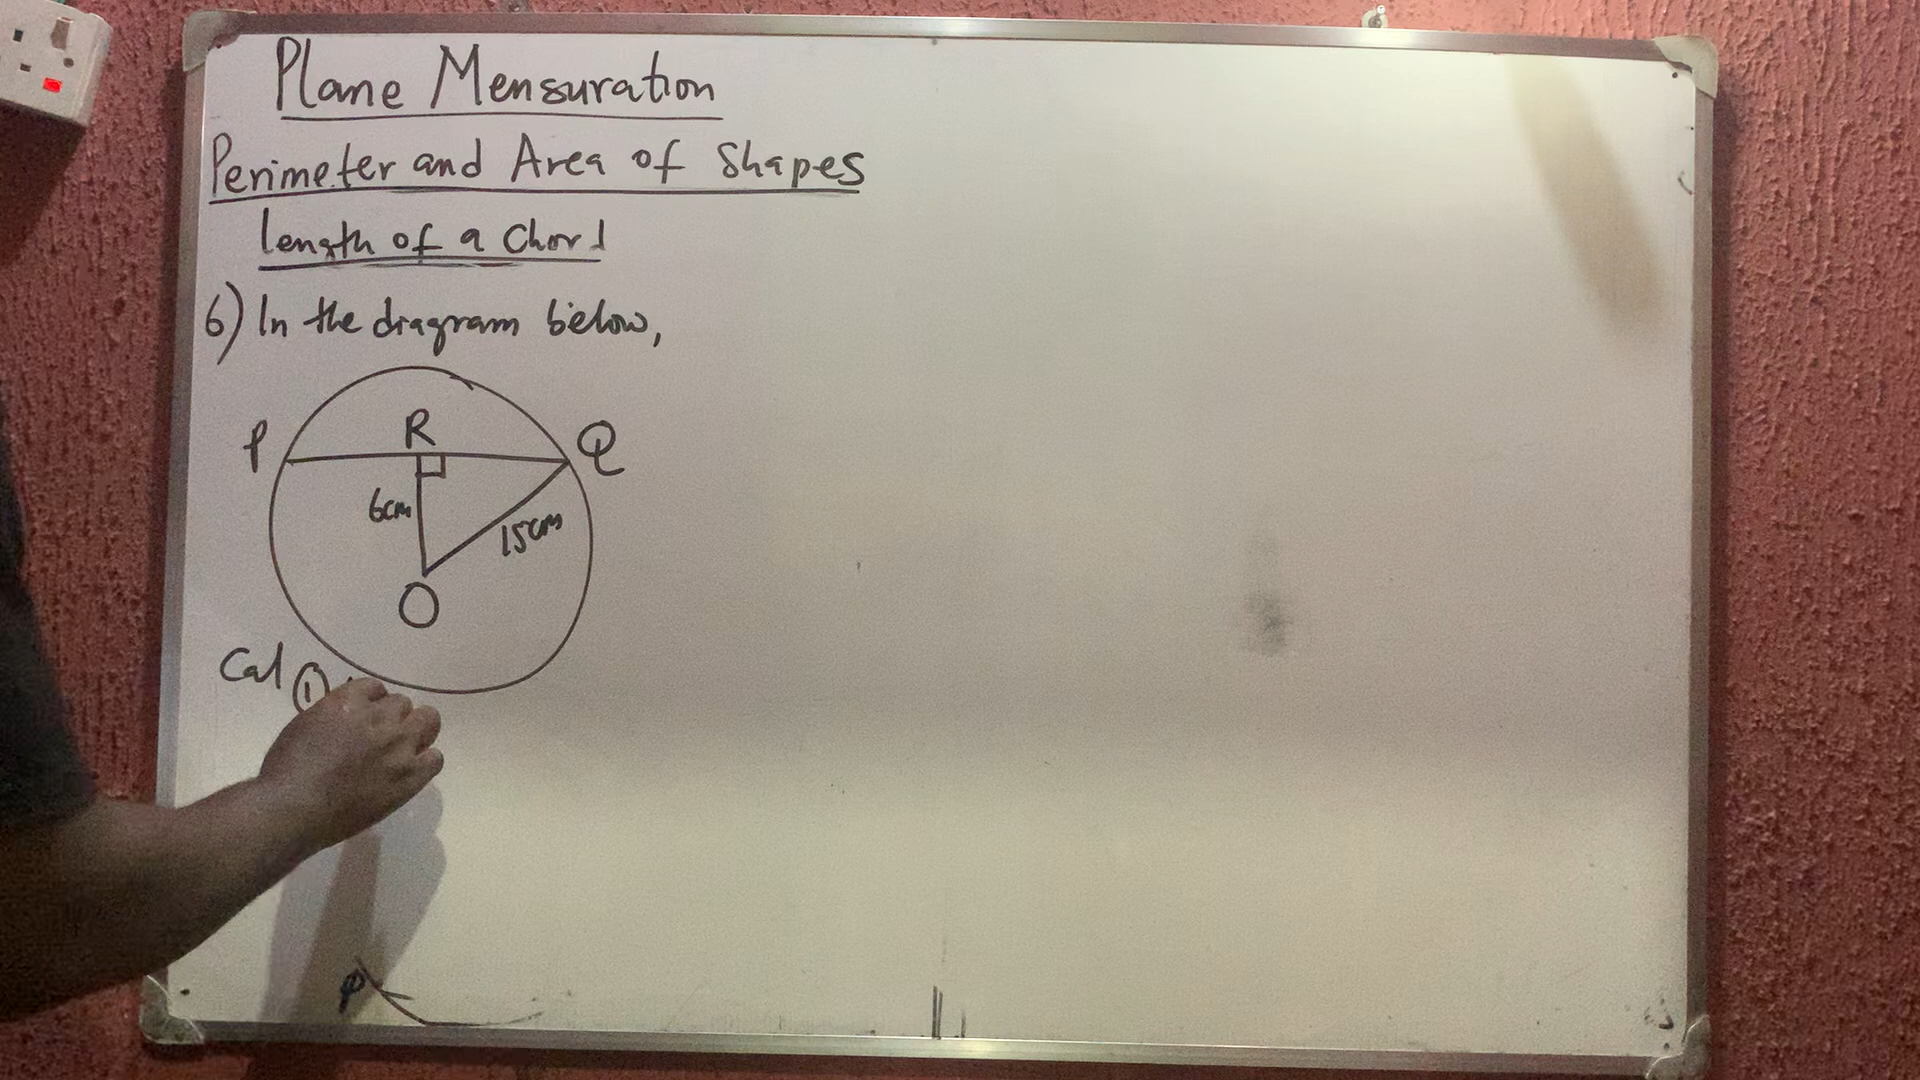 Plane Mensuration
Perimeter and Area of Shapes
Length of a Chord
6) In the diagram below,
P R Q
6cm 15cm
O
Cal ①
P